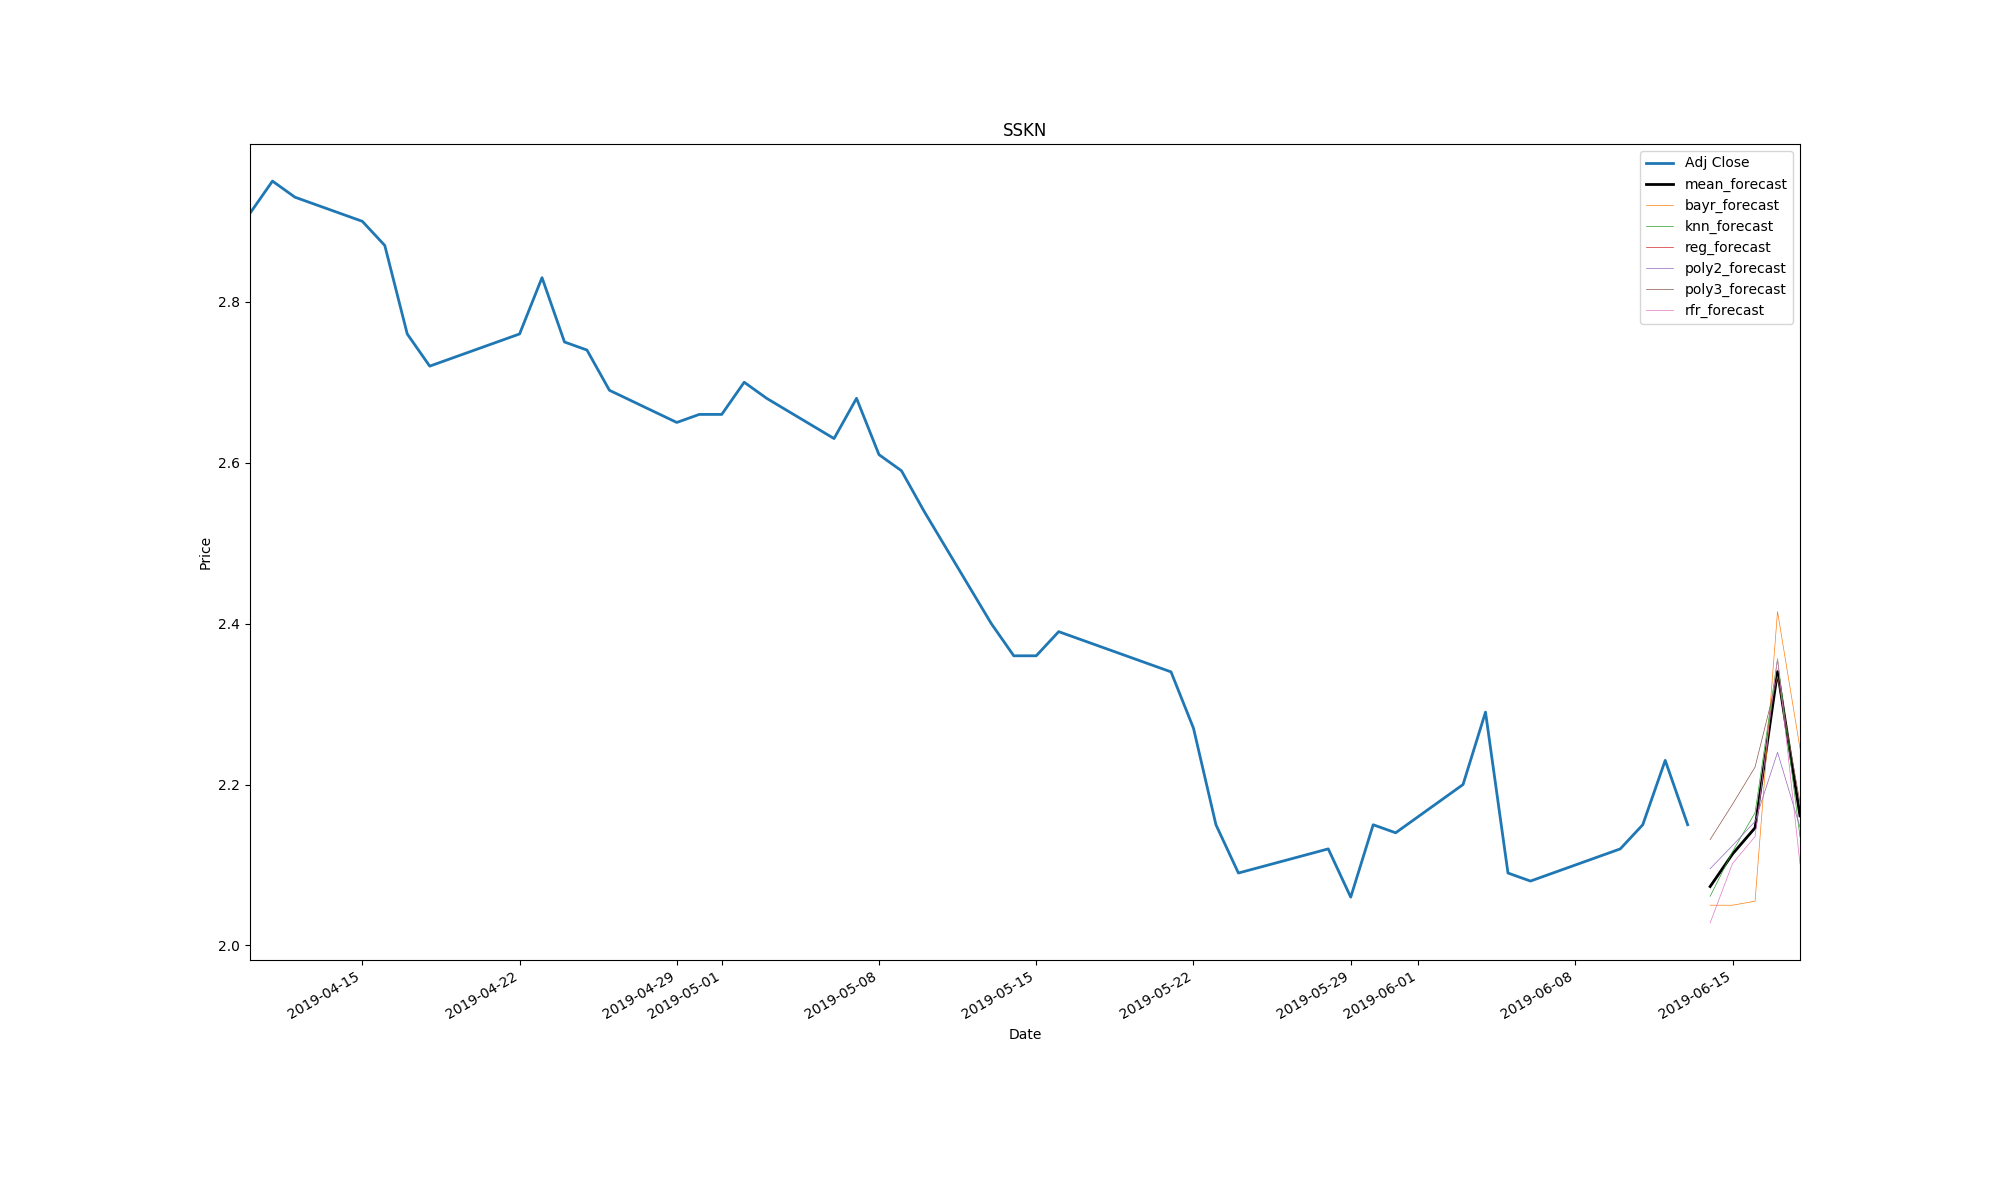 SSKN
Adj Close
mean_forecast
bayr_forecast
knn_forecast
reg_forecast
poly2_forecast
poly3_forecast
rfr_forecast
2.8
2.6
2.4
2.2
2.0
Price
2019-04-15
2019-04-22
2019-04-29
2019-05-01
2019-05-08
2019-05-15
2019-05-22
2019-05-29
2019-06-01
2019-06-08
2019-06-15
Date